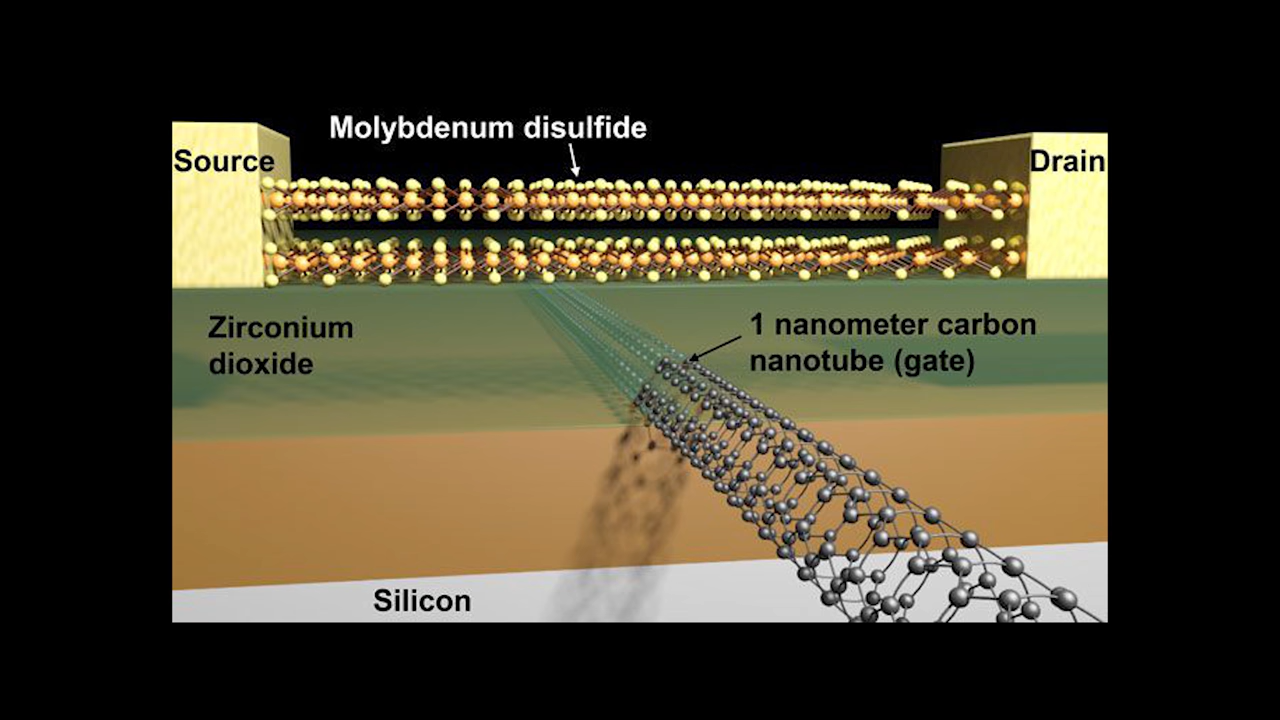 Molybdenum disulfide
Source
Drain
Zirconium
dioxide
1 nanometer carbon
nanotube (gate)
Silicon